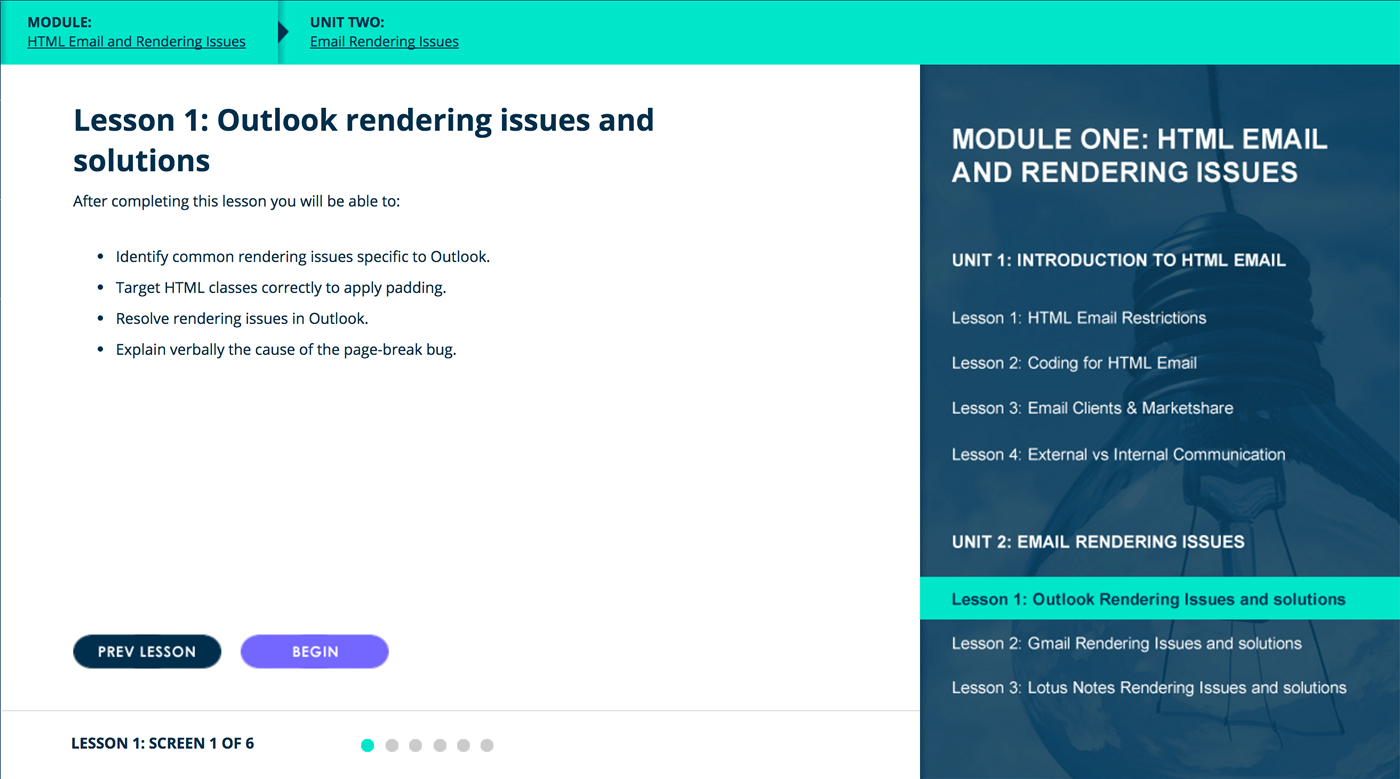 MODULE:
HTML Email and Rendering Issues
UNIT TWO:
Email Rendering Issues
Lesson 1: Outlook rendering issues and
solutions
After completing this lesson you will be able to:
• Identify common rendering issues specific to Outlook.
• Target HTML classes correctly to apply padding.
• Resolve rendering issues in Outlook.
• Explain verbally the cause of the page-break bug.
PREV LESSON
BEGIN
LESSON 1: SCREEN 1 OF 6
MODULE ONE: HTML EMAIL
AND RENDERING ISSUES
UNIT 1: INTRODUCTION TO HTML EMAIL
Lesson 1: HTML Email Restrictions
Lesson 2: Coding for HTML Email
Lesson 3: Email Clients & Marketshare
Lesson 4: External vs Internal Communication
UNIT 2: EMAIL RENDERING ISSUES
Lesson 1: Outlook Rendering Issues and solutions
Lesson 2: Gmail Rendering Issues and solutions
Lesson 3: Lotus Notes Rendering Issues and solutions